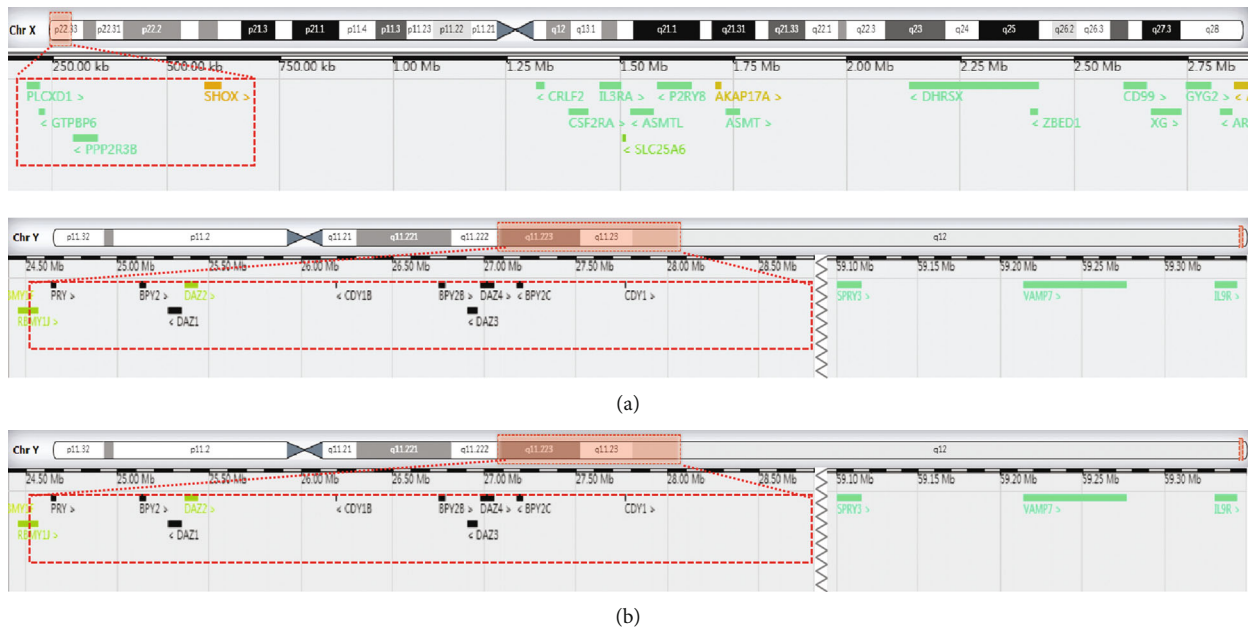 Chr X p22.33 p22.31 p22.2 p21.3 p21.1 p11.4 p11.3 p11.23 p11.22 p11.21 q12 q13.1 q21.1 q21.31 q21.33 q22.1 q22.3 q23 q24 q25 q26.2 q26.3 q27.3 q28
250.00 kb 500.00 kb 750.00 kb 1.00 Mb 1.25 Mb 1.50 Mb 1.75 Mb 2.00 Mb 2.25 Mb 2.50 Mb 2.75 Mb
PLCXD1 > SHOX > < CRLF2 IL3RA > < P2RY8 AKAP17A > < DHRSX CD99 > GYG2 >
< GTPBP6 CSF2RA > < ASMTL ASMT > < ZBED1 XG > < AR
< PPP2R3B < SLC25A6
Chr Y p11.32 p11.2 q11.21 q11.221 q11.222 q11.223 q11.23 q12
24.50 Mb 25.00 Mb 25.50 Mb 26.00 Mb 26.50 Mb 27.00 Mb 27.50 Mb 28.00 Mb 28.50 Mb 59.10 Mb 59.15 Mb 59.20 Mb 59.25 Mb 59.30 Mb
PRY > BPY2 > DAZ2 > < CDY1B BPY2B > DAZ4 > < BPY2C CDY1 > SPRY3 > VAMP7 > IL9R >
RBMY1J > < DAZ1 < DAZ3
(a)
Chr Y p11.32 p11.2 q11.21 q11.221 q11.222 q11.223 q11.23 q12
24.50 Mb 25.00 Mb 25.50 Mb 26.00 Mb 26.50 Mb 27.00 Mb 27.50 Mb 28.00 Mb 28.50 Mb 59.10 Mb 59.15 Mb 59.20 Mb 59.25 Mb 59.30 Mb
PRY > BPY2 > DAZ2 > < CDY1B BPY2B > DAZ4 > < BPY2C CDY1 > SPRY3 > VAMP7 > IL9R >
RBMY1J > < DAZ1 < DAZ3
(b)